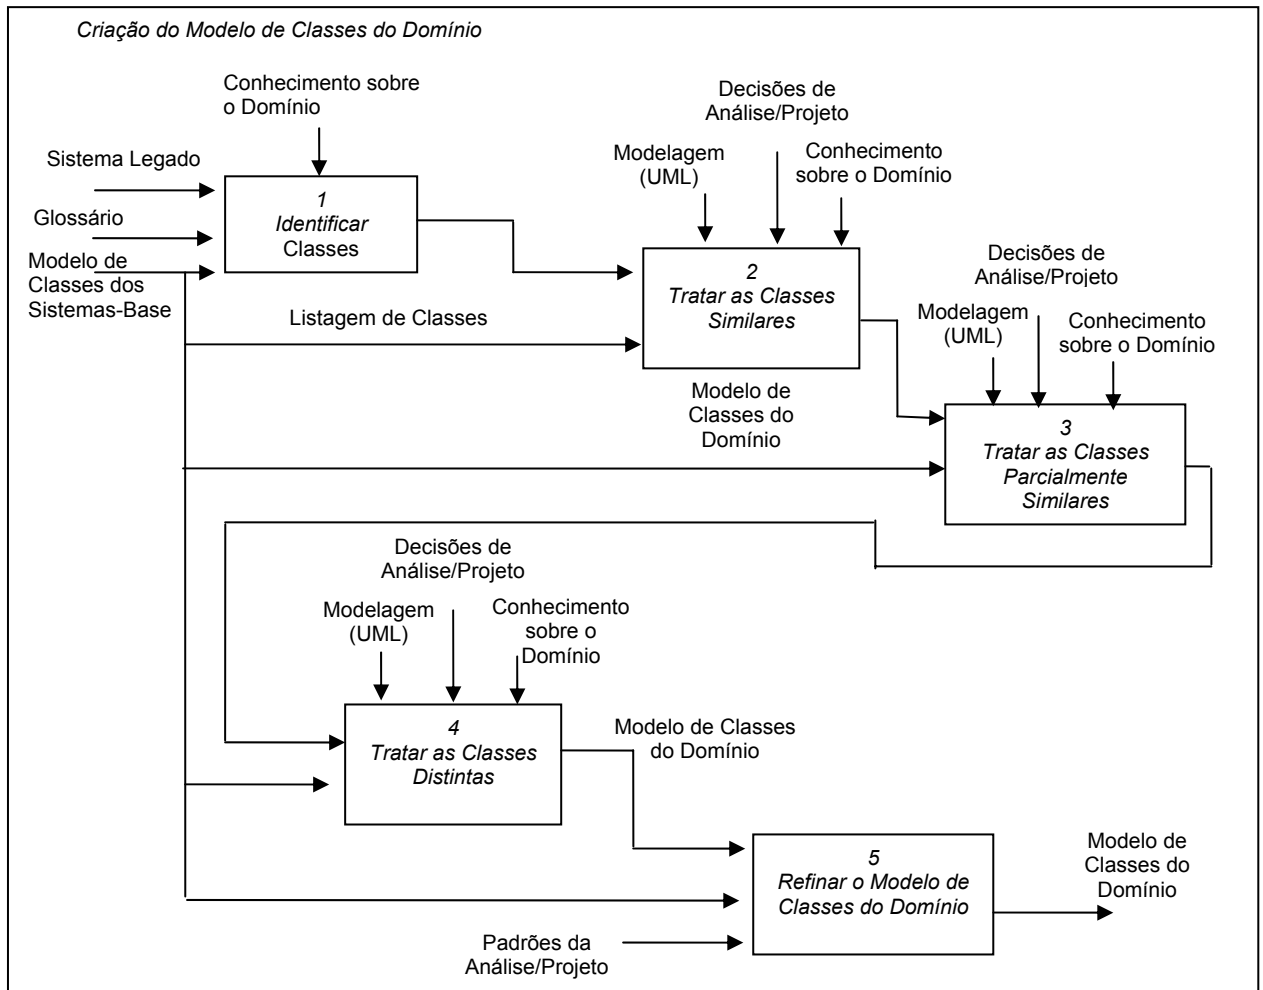 Criação do Modelo de Classes do Domínio
Conhecimento sobre
o Domínio
Sistema Legado
Glossário
Modelo de
Classes dos
Sistemas-Base
1
Identificar
Classes
Listagem de Classes
Decisões de
Análise/Projeto
Modelagem
(UML)
Conhecimento
sobre o Domínio
2
Tratar as Classes
Similares
Modelo de
Classes do
Domínio
Decisões de
Análise/Projeto
Modelagem
(UML)
Conhecimento
sobre o Domínio
3
Tratar as Classes
Parcialmente
Similares
Decisões de
Análise/Projeto
Modelagem
(UML)
Conhecimento
sobre o
Domínio
4
Tratar as Classes
Distintas
Modelo de Classes
do Domínio
5
Refinar o Modelo de
Classes do Domínio
Padrões da
Análise/Projeto
Modelo de
Classes do
Domínio